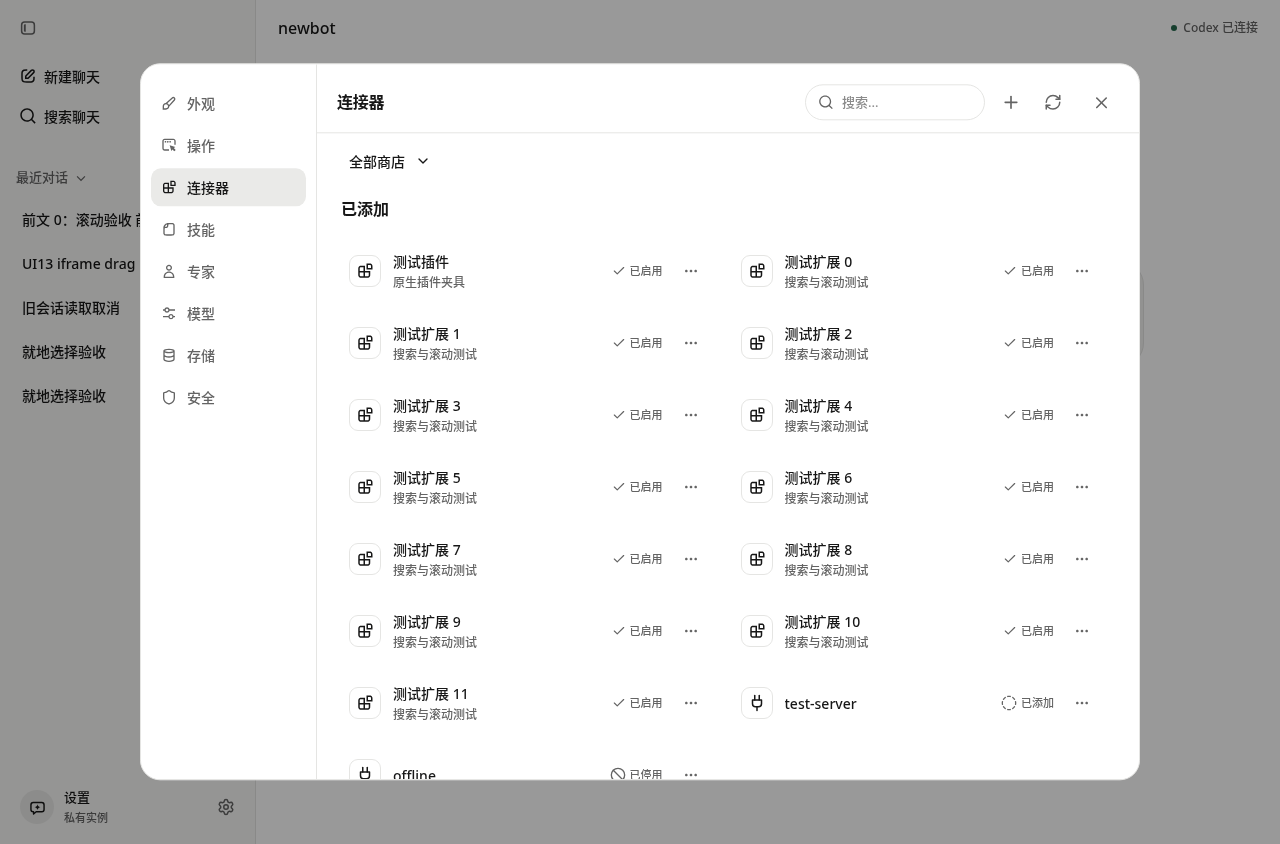 newbot
Codex 已连接
新建聊天
搜索聊天
最近对话
前文 0：滚动验收
UI13 iframe drag
旧会话读取取消
就地选择验收
就地选择验收
设置
私有实例
外观
操作
连接器
技能
专家
模型
存储
安全
连接器
搜索...
全部商店
已添加
测试插件
原生插件夹具
已启用
测试扩展 0
搜索与滚动测试
已启用
测试扩展 1
搜索与滚动测试
已启用
测试扩展 2
搜索与滚动测试
已启用
测试扩展 3
搜索与滚动测试
已启用
测试扩展 4
搜索与滚动测试
已启用
测试扩展 5
搜索与滚动测试
已启用
测试扩展 6
搜索与滚动测试
已启用
测试扩展 7
搜索与滚动测试
已启用
测试扩展 8
搜索与滚动测试
已启用
测试扩展 9
搜索与滚动测试
已启用
测试扩展 10
搜索与滚动测试
已启用
测试扩展 11
搜索与滚动测试
已启用
test-server
已添加
offline
已停用